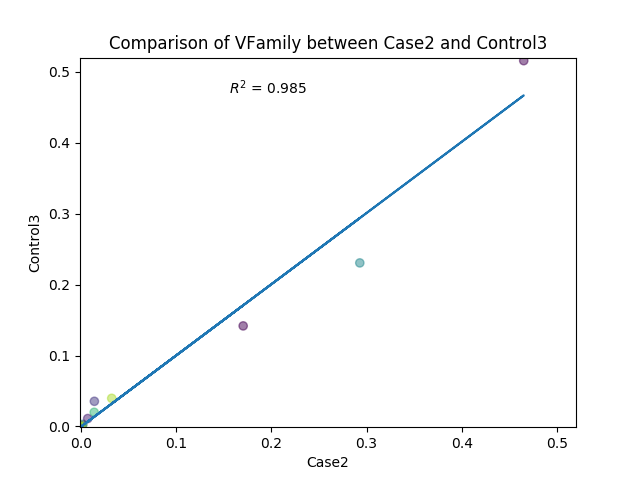 Comparison of VFamily between Case2 and Control3
R² = 0.985
Control3
0.5
0.4
0.3
0.2
0.1
0.0
0.0 0.1 0.2 0.3 0.4 0.5
Case2